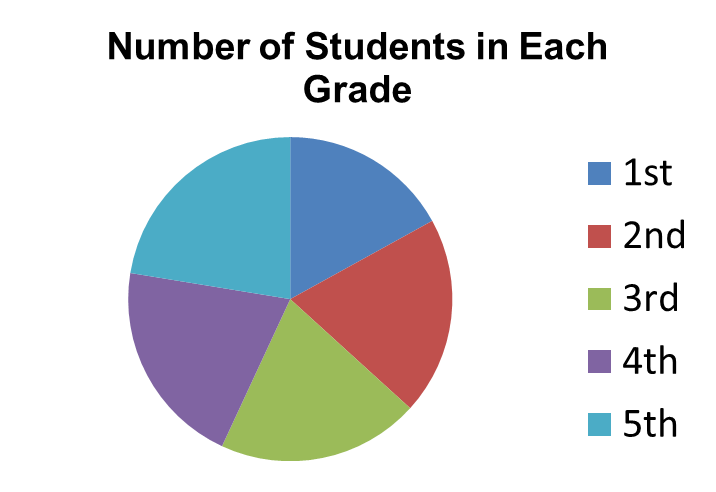 Number of Students in Each
Grade
1st
2nd
3rd
4th
5th